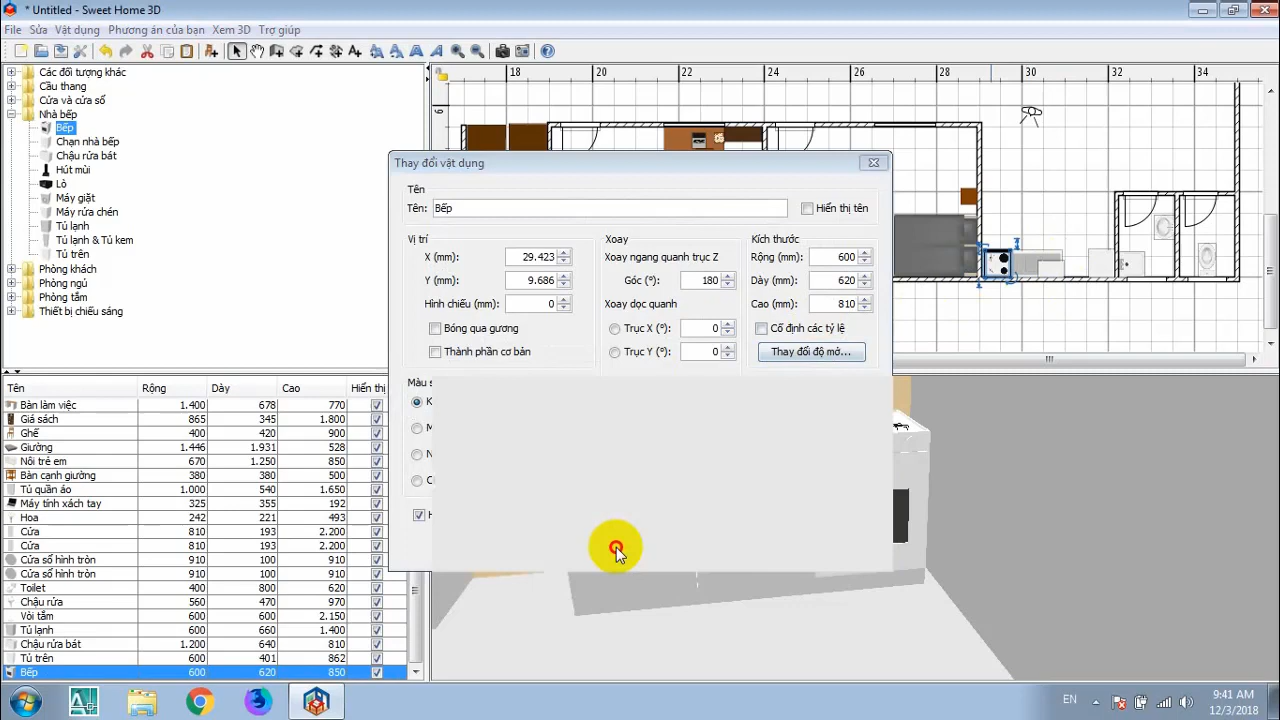 * Untitled - Sweet Home 3D
File Sửa Vật dụng Phương án của bạn Xem 3D Trợ giúp
Các đối tượng khác
Cầu thang
Cửa và cửa sổ
Nhà bếp
Bếp
Chạn nhà bếp
Chậu rửa bát
Hút mùi
Lò
Máy giặt
Máy rửa chén
Tủ lạnh
Tủ lạnh & Tủ kem
Tủ trên
Phòng khách
Phòng ngủ
Phòng tắm
Thiết bị chiếu sáng
18 20 22 24 26 28 30 32 34
6
Thay đổi vật dụng
Tên
Tên: Bếp Hiển thị tên
Vị trí Xoay Kích thước
X (mm): 29.423 Xoay ngang quanh trục Z Rộng (mm): 600
Y (mm): 9.686 Góc (°): 180 Dày (mm): 620
Hình chiếu (mm): 0 Xoay dọc quanh Cao (mm): 810
Bóng qua gương Trục X (°): 0 Cố định các tỷ lệ
Thành phần cơ bản Trục Y (°): 0 Thay đổi độ mở...
Màu s
K
M
N
C
H
Tên Rộng Dày Cao Hiển thị
Bàn làm việc 1.400 678 770
Giá sách 865 345 1.800
Ghế 400 420 900
Giường 1.446 1.931 528
Nôi trẻ em 670 1.250 850
Bàn cạnh giường 380 380 500
Tủ quần áo 1.000 540 1.650
Máy tính xách tay 325 355 192
Hoa 242 221 493
Cửa 810 193 2.200
Cửa 810 193 2.200
Cửa sổ hình tròn 910 100 910
Cửa sổ hình tròn 910 100 910
Toilet 400 800 620
Chậu rửa 560 470 970
Vòi tắm 600 600 2.150
Tủ lạnh 600 660 1.400
Chậu rửa bát 1.200 640 810
Tủ trên 600 401 862
Bếp 600 620 850
EN
9:41 AM
12/3/2018